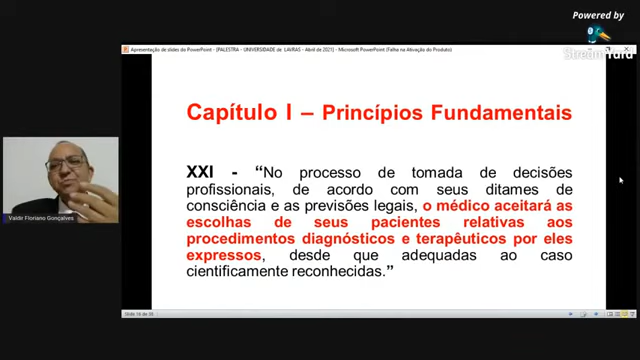 Powered by
StreamYard
Apresentação de slides do PowerPoint - [PALESTRA - UNIVERSIDADE de LAVRAS - Abril de 2021] - Microsoft PowerPoint (Falha na Ativação do Produto)
Capítulo I – Princípios Fundamentais
XXI - “No processo de tomada de decisões
profissionais, de acordo com seus ditames de
consciência e as previsões legais, o médico aceitará as
escolhas de seus pacientes relativas aos
procedimentos diagnósticos e terapêuticos por eles
expressos, desde que adequadas ao caso
cientificamente reconhecidas.”
Valdir Floriano Gonçalves